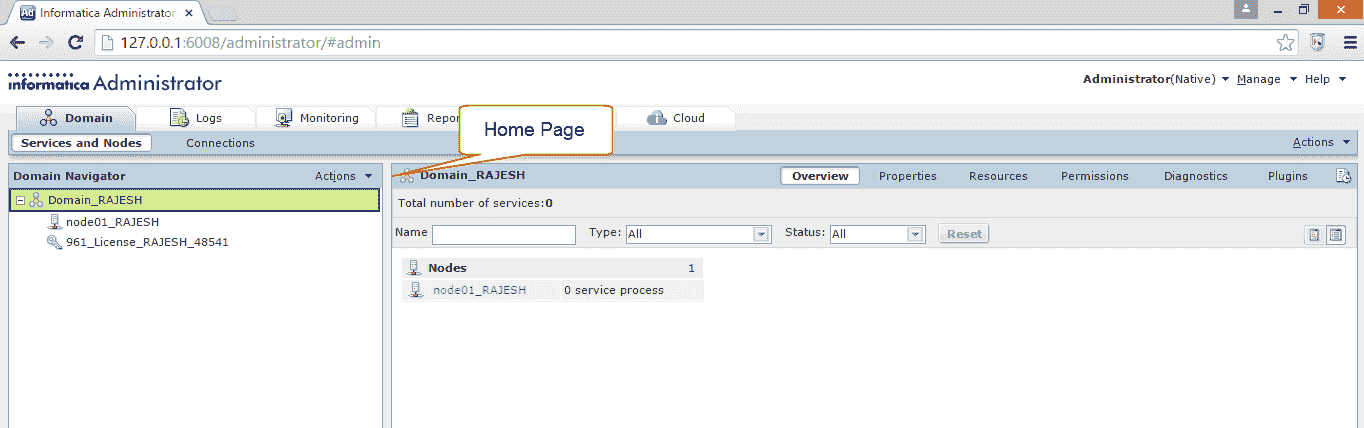 Informatica Administrator
127.0.0.1:6008/administrator/#admin
informatica Administrator Administrator(Native) Manage Help
Domain Logs Monitoring Repor Cloud
Home Page
Services and Nodes Connections Actions
Domain Navigator Actions Domain_RAJESH Overview Properties Resources Permissions Diagnostics Plugins
Domain_RAJESH
node01_RAJESH
961_License_RAJESH_48541
Total number of services:0
Name Type: All Status: All Reset
Nodes 1
node01_RAJESH 0 service process